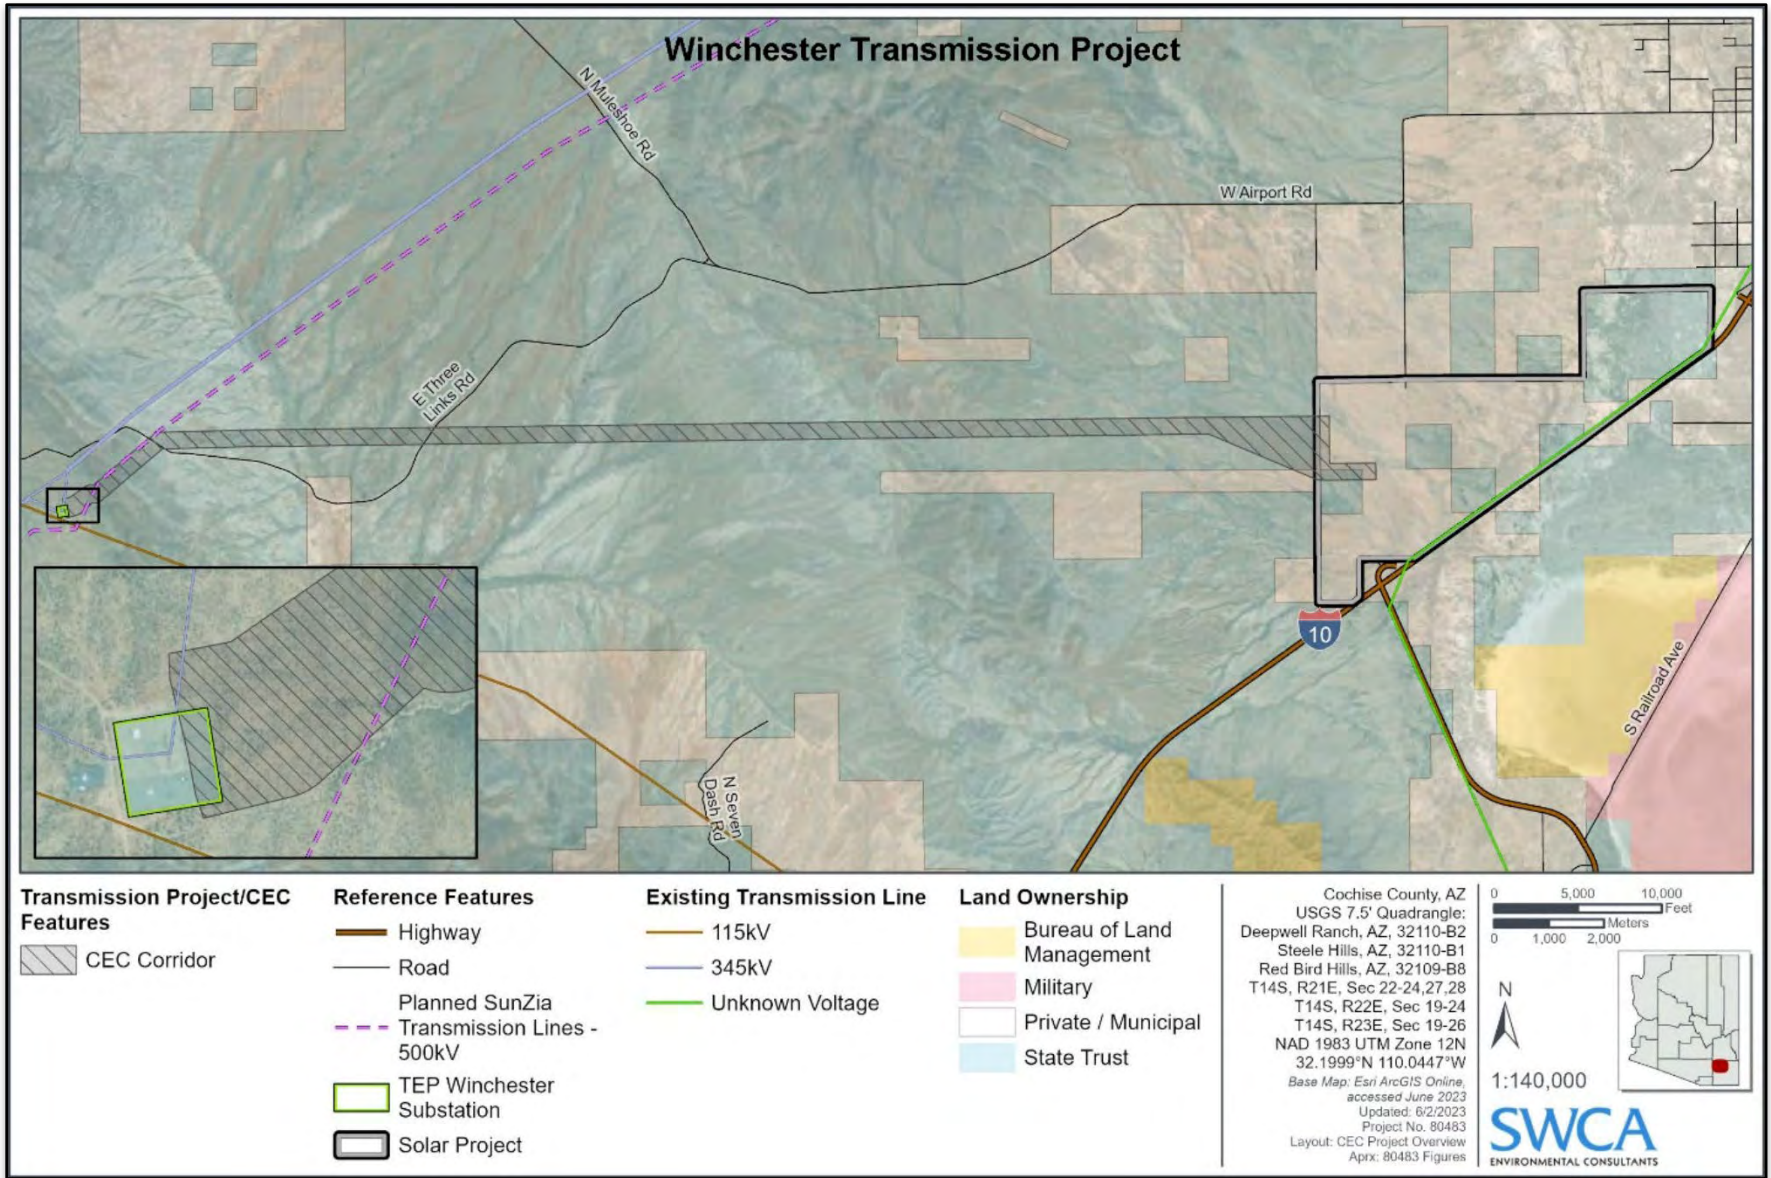 Winchester Transmission Project
N Muleshoe Rd
W Airport Rd
E Three
Links Rd
10
S Railroad Ave
N Seven
Dash Rd
Transmission Project/CEC
Features
CEC Corridor
Reference Features
Highway
Road
Planned SunZia
Transmission Lines -
500kV
TEP Winchester
Substation
Solar Project
Existing Transmission Line
115kV
345kV
Unknown Voltage
Land Ownership
Bureau of Land
Management
Military
Private / Municipal
State Trust
Cochise County, AZ
USGS 7.5' Quadrangle:
Deepwell Ranch, AZ, 32110-B2
Steele Hills, AZ, 32110-B1
Red Bird Hills, AZ, 32109-B8
T14S, R21E, Sec 22-24,27,28
T14S, R22E, Sec 19-24
T14S, R23E, Sec 19-26
NAD 1983 UTM Zone 12N
32.1999°N 110.0447°W
Base Map: Esri ArcGIS Online,
accessed June 2023
Updated: 6/2/2023
Project No. 80483
Layout: CEC Project Overview
Aprx: 80483 Figures
0 5,000 10,000
Feet
Meters
0 1,000 2,000
N
1:140,000
SWCA
ENVIRONMENTAL CONSULTANTS